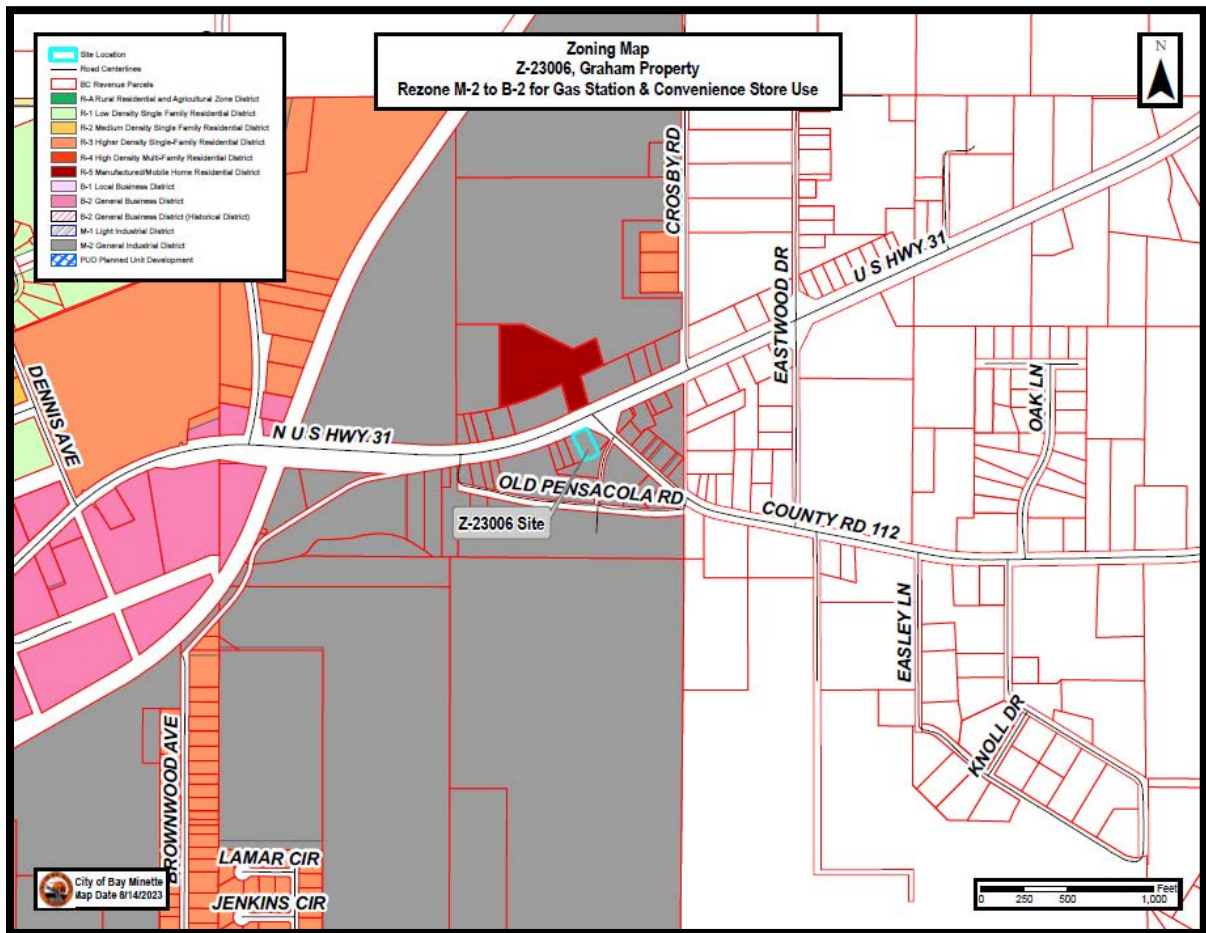 Zoning Map
Z-23006, Graham Property
Rezone M-2 to B-2 for Gas Station & Convenience Store Use
N
Site Location
Road Centerlines
BC Revenue Parcels
R-A Rural Residential and Agricultural Zone District
R-1 Low Density Single Family Residential District
R-2 Medium Density Single Family Residential District
R-3 Higher Density Single-Family Residential District
R-4 High Density Multi-Family Residential District
R-5 Manufactured/Mobile Home Residential District
B-1 Local Business District
B-2 General Business District
B-2 General Business District (Historical District)
M-1 Light Industrial District
M-2 General Industrial District
PUD Planned Unit Development
CROSBY RD
EASTWOOD DR
U S HWY 31
DENNIS AVE
OAK LN
N U S HWY 31
OLD PENSACOLA RD
Z-23006 Site
COUNTY RD 112
EASLEY LN
KNOLL DR
BROWNWOOD AVE
LAMAR CIR
JENKINS CIR
City of Bay Minette
Map Date 8/14/2023
Feet
0 250 500 1,000